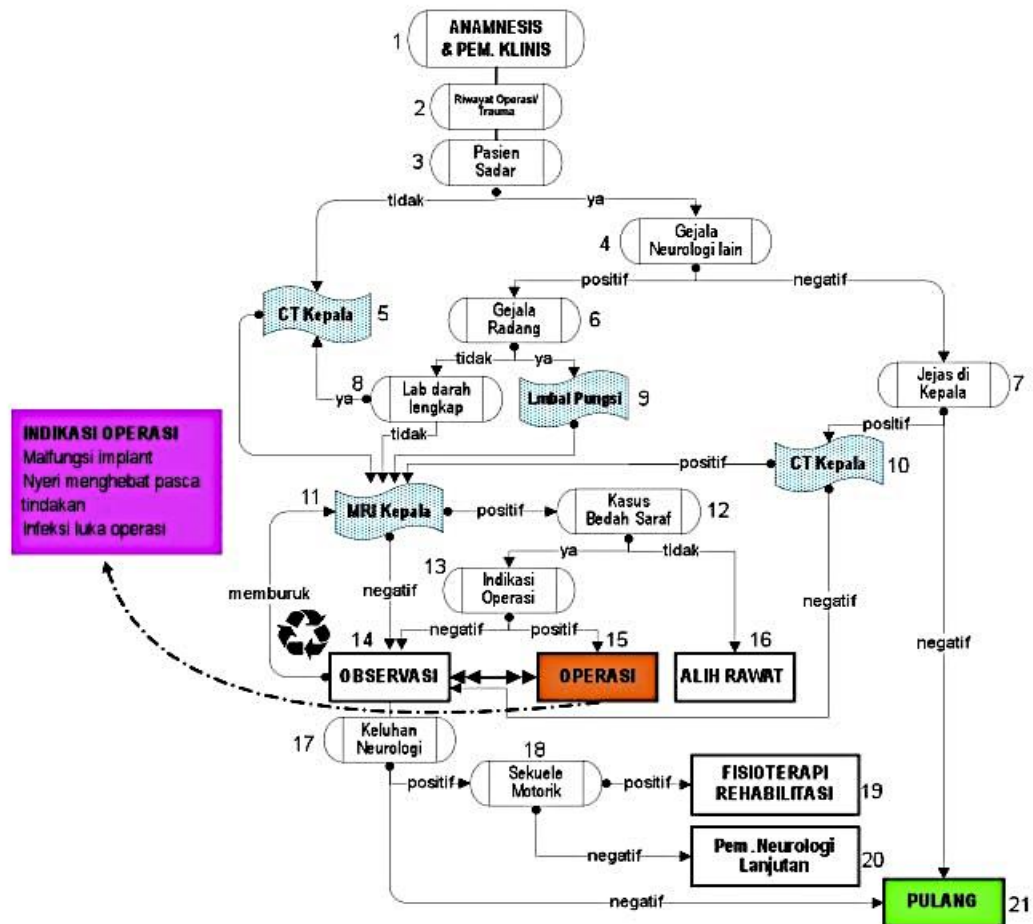 1
ANAMNESIS
& PEM. KLINIS
2
Riwayat Operasi/
Trauma
3
Pasien
Sadar
tidak
ya
4
Gejala
Neurologi lain
positif
negatif
CT Kepala
5
Gejala
Radang
6
tidak
ya
8
ya
Lab darah
lengkap
Lmbal Pungsi
9
Jejas di
Kepala
7
tidak
positif
positif
CT Kepala
10
INDIKASI OPERASI
Malfungsi implant
Nyeri menghebat pasca
tindakan
Infeksi luka operasi
11
MRI Kepala
positif
Kasus
Bedah Saraf
12
ya
tidak
13
Indikasi
Operasi
negatif
memburuk
negatif
positif
negatif
negatif
14
OBSERVASI
15
OPERASI
16
ALIH RAWAT
17
Keluhan
Neurologi
positif
18
Sekuele
Motorik
positif
FISIOTERAPI
REHABILITASI
19
negatif
Pem.Neurologi
Lanjutan
20
negatif
PULANG
21